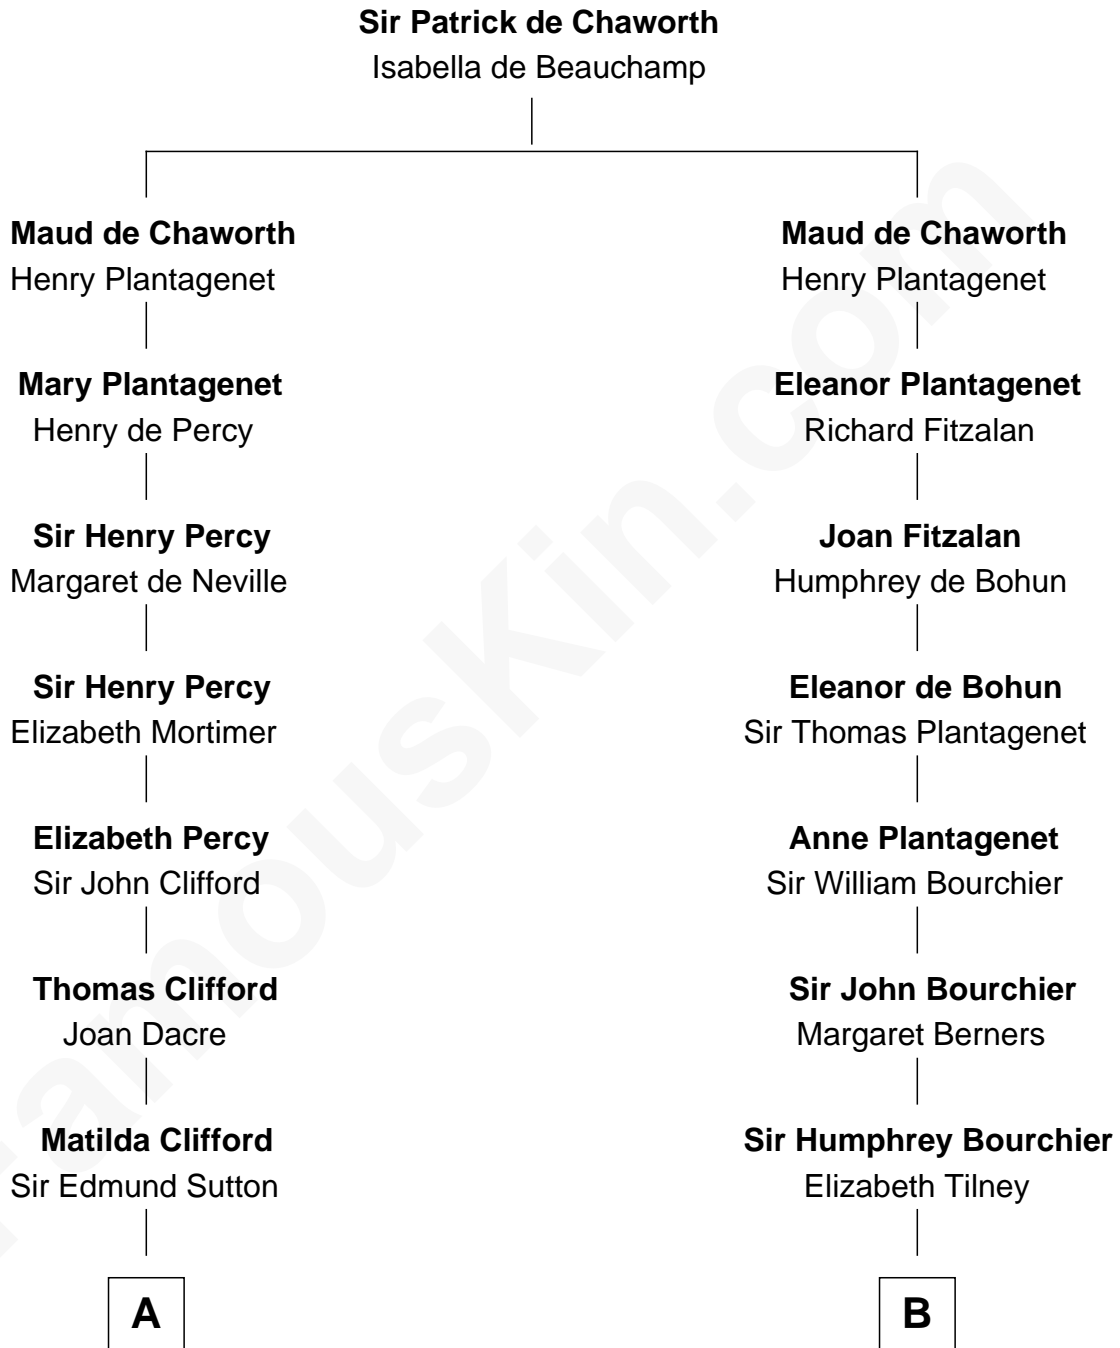 Sir Patrick de Chaworth
Isabella de Beauchamp
Maud de Chaworth
Henry Plantagenet
Maud de Chaworth
Henry Plantagenet
Mary Plantagenet
Henry de Percy
Eleanor Plantagenet
Richard Fitzalan
Sir Henry Percy
Margaret de Neville
Joan Fitzalan
Humphrey de Bohun
Sir Henry Percy
Elizabeth Mortimer
Eleanor de Bohun
Sir Thomas Plantagenet
Elizabeth Percy
Sir John Clifford
Anne Plantagenet
Sir William Bourchier
Thomas Clifford
Joan Dacre
Sir John Bourchier
Margaret Berners
Matilda Clifford
Sir Edmund Sutton
Sir Humphrey Bourchier
Elizabeth Tilney
A
B
FamousKin.com